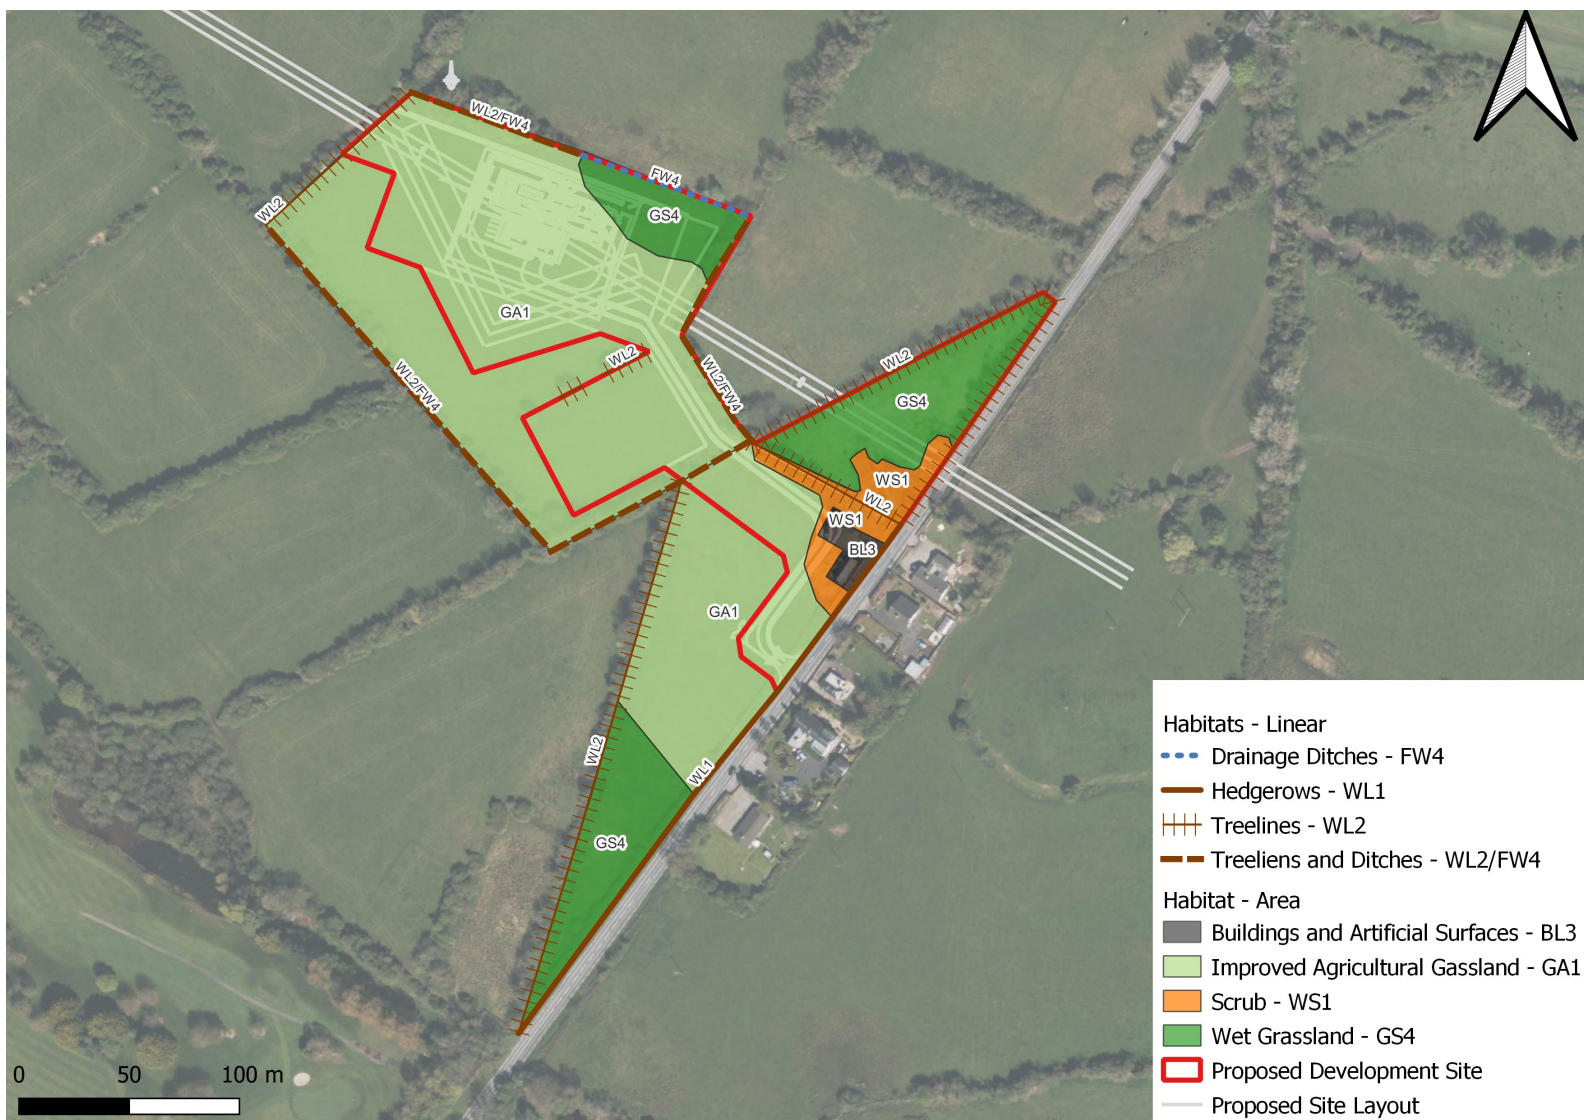 WL2/FW4
FW4
GS4
WL2
GA1
WL2
WL2/FW4
WL2/FW4
WL2
GS4
WS1
WL2
WS1
BL3
GA1
WL2
WL1
GS4
Habitats - Linear
Drainage Ditches - FW4
Hedgerows - WL1
Treelines - WL2
Treeliens and Ditches - WL2/FW4
Habitat - Area
Buildings and Artificial Surfaces - BL3
Improved Agricultural Gassland - GA1
Scrub - WS1
Wet Grassland - GS4
Proposed Development Site
Proposed Site Layout
0 50 100 m